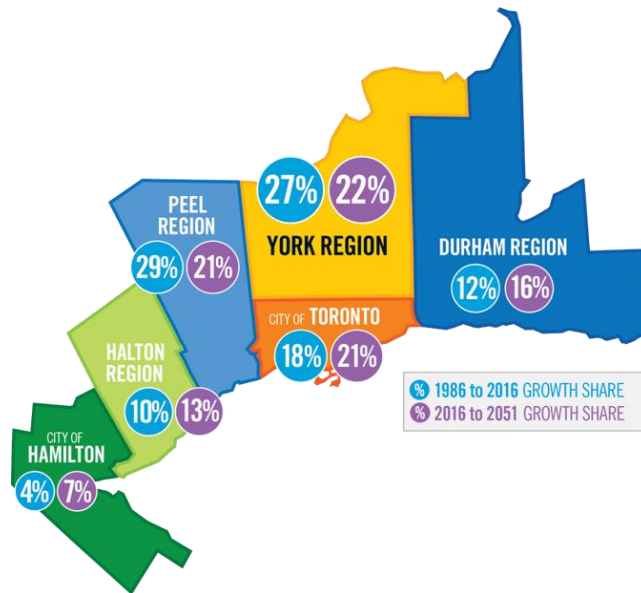 27% 22%
YORK REGION
PEEL
REGION
29% 21%
DURHAM REGION
12% 16%
CITY OF TORONTO
18% 21%
HALTON
REGION
10% 13%
% 1986 to 2016 GROWTH SHARE
% 2016 to 2051 GROWTH SHARE
CITY OF
HAMILTON
4% 7%